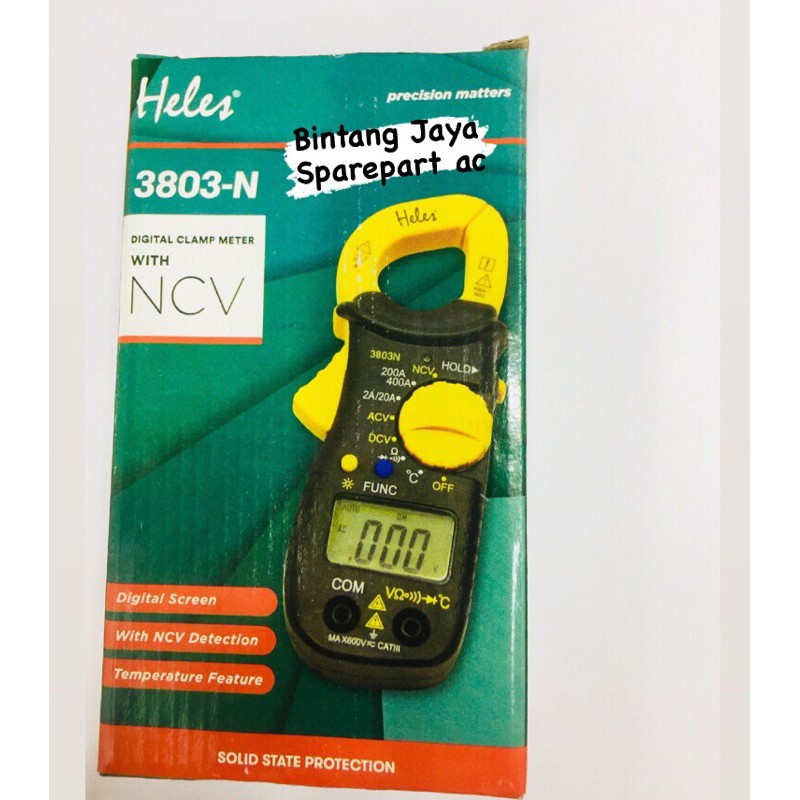 Heles®
precision matters
Bintang Jaya
Sparepart ac
3803-N
DIGITAL CLAMP METER
WITH
NCV
Heles
3803N
NCV
HOLD
200A
400A
2A/20A
ACV
DCV
Ω
°C
OFF
FUNC
AUTO
AC
000
V
COM
VΩ
°C
MAX600V CATIII
Digital Screen
With NCV Detection
Temperature Feature
SOLID STATE PROTECTION